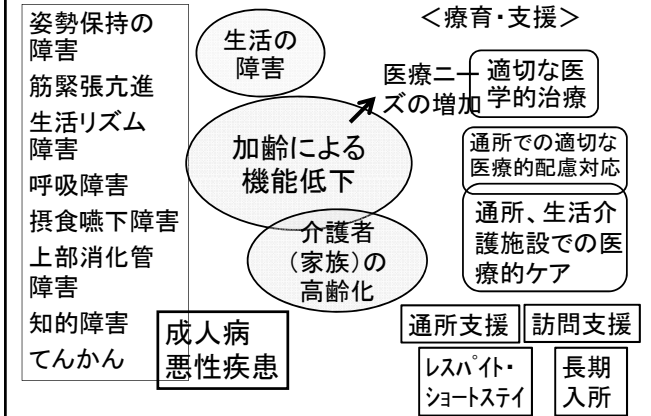 姿勢保持の
障害
筋緊張亢進
生活リズム
障害
呼吸障害
摂食嚥下障害
上部消化管
障害
知的障害
てんかん
成人病
悪性疾患
生活の
障害
加齢による
機能低下
介護者
(家族)の
高齢化
＜療育・支援＞
医療ニー
ズの増加
適切な医
学的治療
通所での適切な
医療的配慮対応
通所、生活介
護施設での医
療的ケア
通所支援
訪問支援
ﾚｽﾊﾟｲﾄ・
ｼｮｰﾄｽﾃｲ
長期
入所